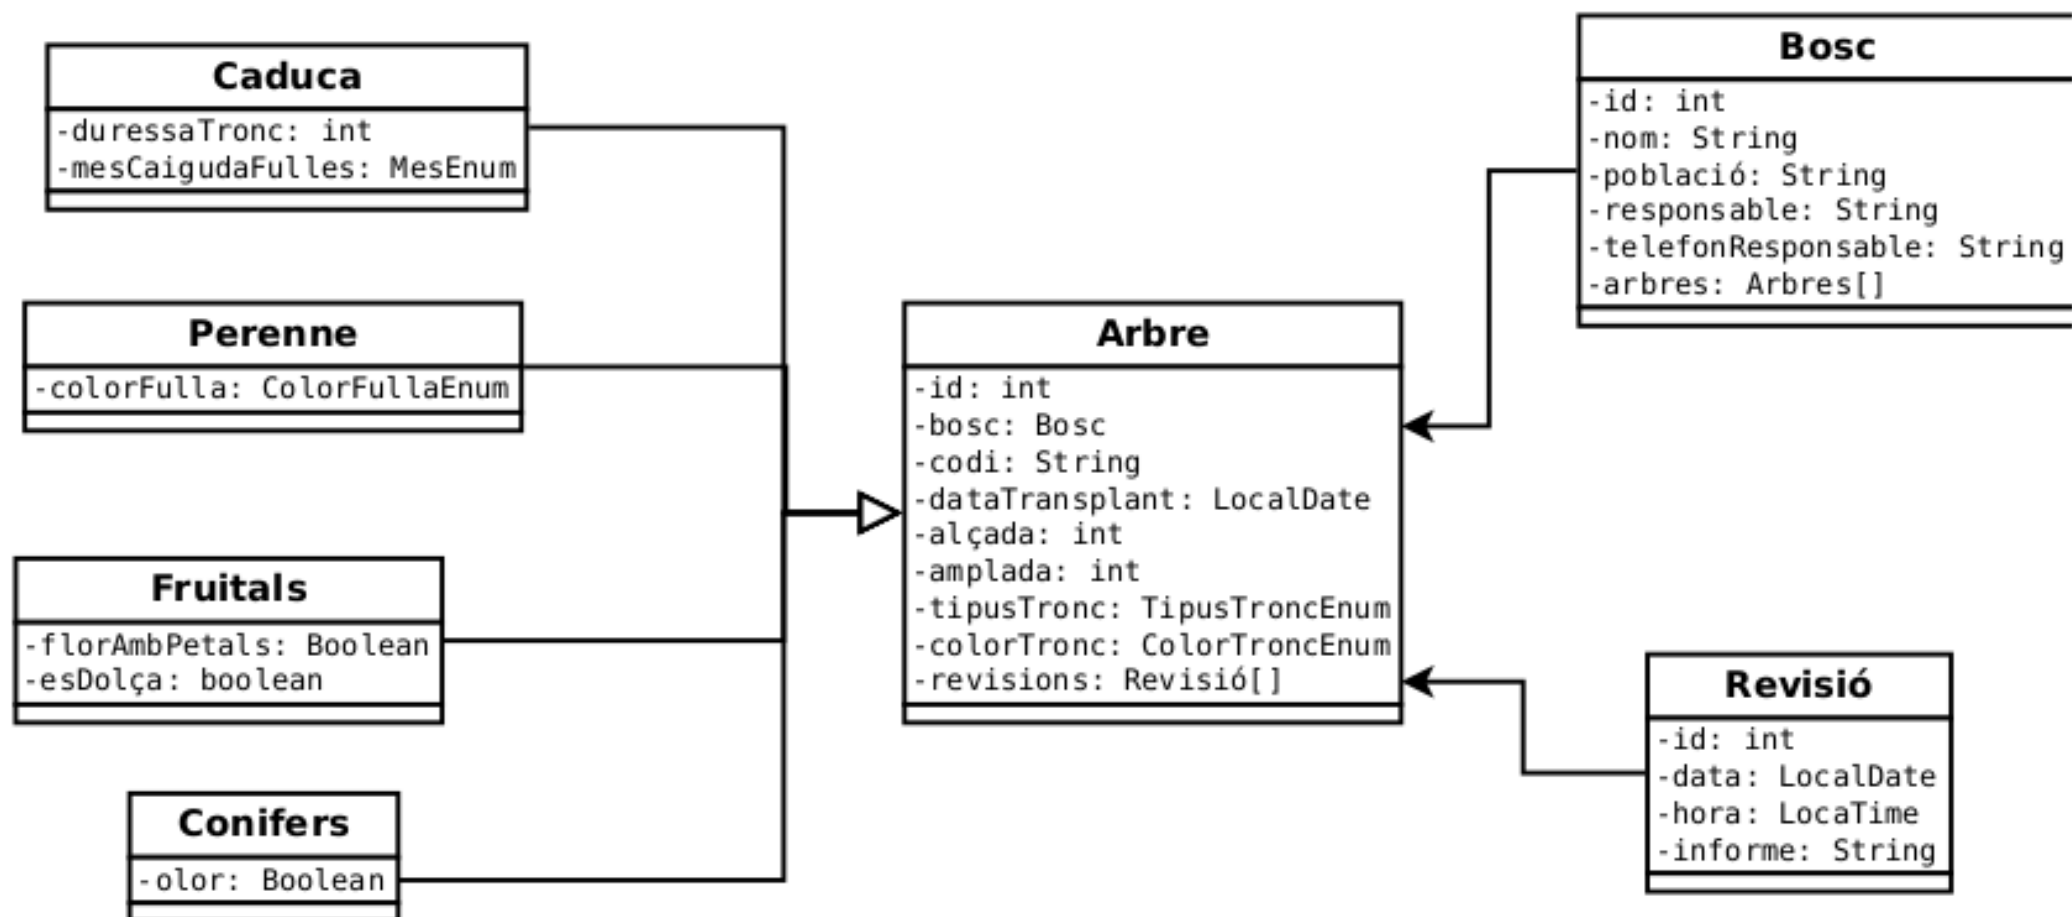 Caduca
-duressaTronc: int
-mesCaigudaFulles: MesEnum
Perenne
-colorFulla: ColorFullaEnum
Fruitals
-florAmbPetals: Boolean
-esDolça: boolean
Conifers
-olor: Boolean
Arbre
-id: int
-bosc: Bosc
-codi: String
-dataTransplant: LocalDate
-alçada: int
-amplada: int
-tipusTronc: TipusTroncEnum
-colorTronc: ColorTroncEnum
-revisions: Revisió[]
Bosc
-id: int
-nom: String
-població: String
-responsable: String
-telefonResponsable: String
-arbres: Arbres[]
Revisió
-id: int
-data: LocalDate
-hora: LocaTime
-informe: String